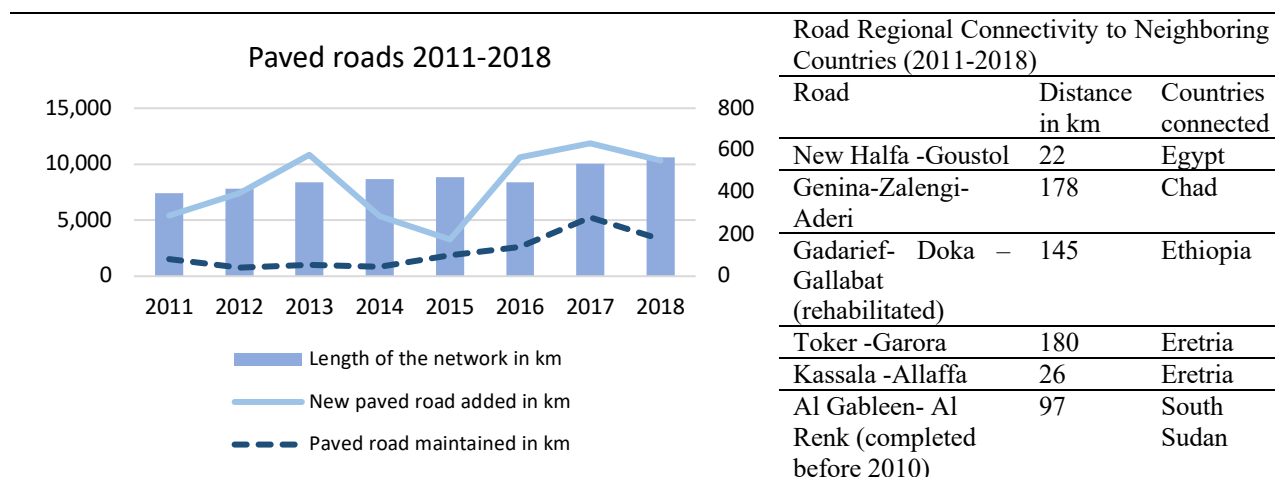 Paved roads 2011-2018
15,000
10,000
5,000
0
800
600
400
200
0
2011 2012 2013 2014 2015 2016 2017 2018
Length of the network in km
New paved road added in km
Paved road maintained in km
Road Regional Connectivity to Neighboring
Countries (2011-2018)
Road Distance in km Countries connected
New Halfa -Goustol 22 Egypt
Genina-Zalengi- 178 Chad
Aderi
Gadarief- Doka – 145 Ethiopia
Gallabat
(rehabilitated)
Toker -Garora 180 Eretria
Kassala -Allaffa 26 Eretria
Al Gableen- Al 97 South
Renk (completed Sudan
before 2010)